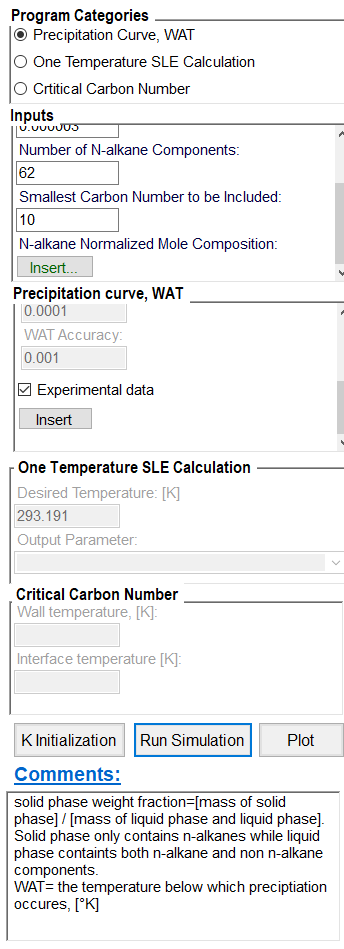 Program Categories
Precipitation Curve, WAT
One Temperature SLE Calculation
Crtitical Carbon Number
Inputs
0.000003
Number of N-alkane Components:
62
Smallest Carbon Number to be Included:
10
N-alkane Normalized Mole Composition:
Insert...
Precipitation curve, WAT
0.0001
WAT Accuracy:
0.001
Experimental data
Insert
One Temperature SLE Calculation
Desired Temperature: [K]
293.191
Output Parameter:
Critical Carbon Number
Wall temperature, [K]:
Interface temperature [K]:
K Initialization Run Simulation Plot
Comments:
solid phase weight fraction=[mass of solid
phase] / [mass of liquid phase and liquid phase].
Solid phase only contains n-alkanes while liquid
phase containts both n-alkane and non n-alkane
components.
WAT= the temperature below which preciptiation
occures, [°K]